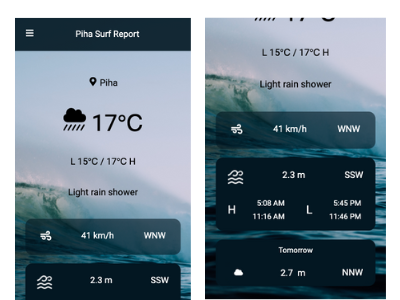 Piha Surf Report
Piha
17°C
L 15°C / 17°C H
Light rain shower
41 km/h WNW
2.3 m SSW
L 15°C / 17°C H
Light rain shower
41 km/h WNW
2.3 m SSW
H 5:08 AM 11:16 AM L 5:45 PM 11:46 PM
Tomorrow
2.7 m NNW